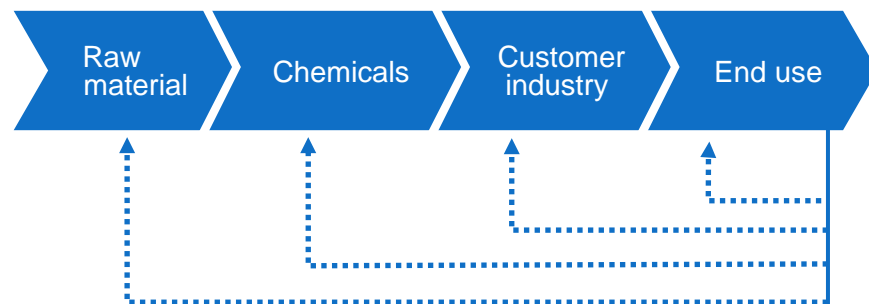 Raw
material
Chemicals
Customer
industry
End use